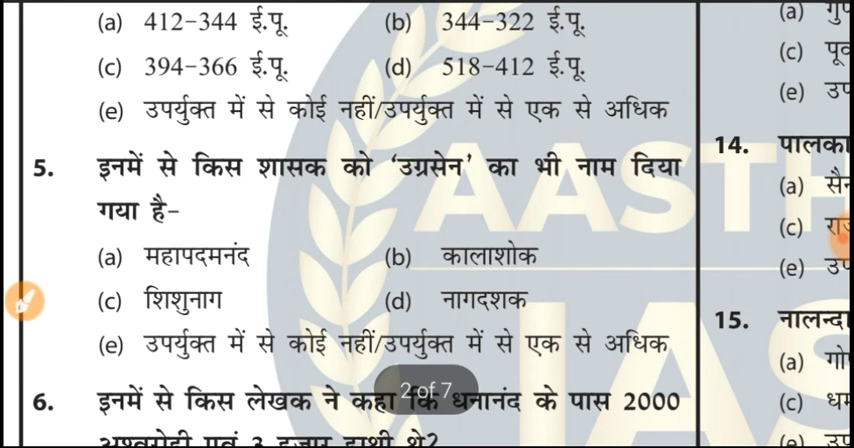 (a) 412-344 ई.पू. (b) 344-322 ई.पू.
(c) 394-366 ई.पू. (d) 518-412 ई.पू.
(e) उपर्युक्त में से कोई नहीं/उपर्युक्त में से एक से अधिक
5. इनमें से किस शासक को ‘उग्रसेन’ का भी नाम दिया
गया है-
(a) महापदमनंद (b) कालाशोक
(c) शिशुनाग (d) नागदशक
(e) उपर्युक्त में से कोई नहीं/उपर्युक्त में से एक से अधिक
6. इनमें से किस लेखक ने कहा कि धनानंद के पास 2000
2 of 7
(a)
(c)
(e)
14. पालका
(a)
(c)
(e)
15. नालन्दा
(a)
(c)
(e)
AASTH
IAS